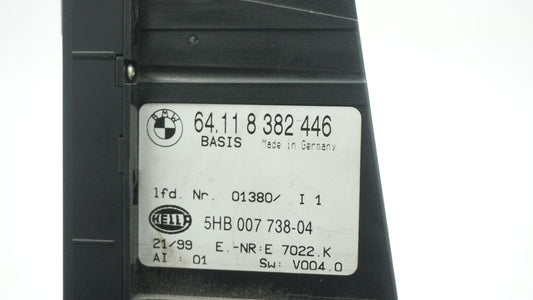 BMW 64.11 8 382 446
BASIS Made in Germany
lfd. Nr. 01380/ I 1
HELLA 5HB 007 738-04
21/99 E.-NR:E 7022.K
AI : 01 Sw: V004.0